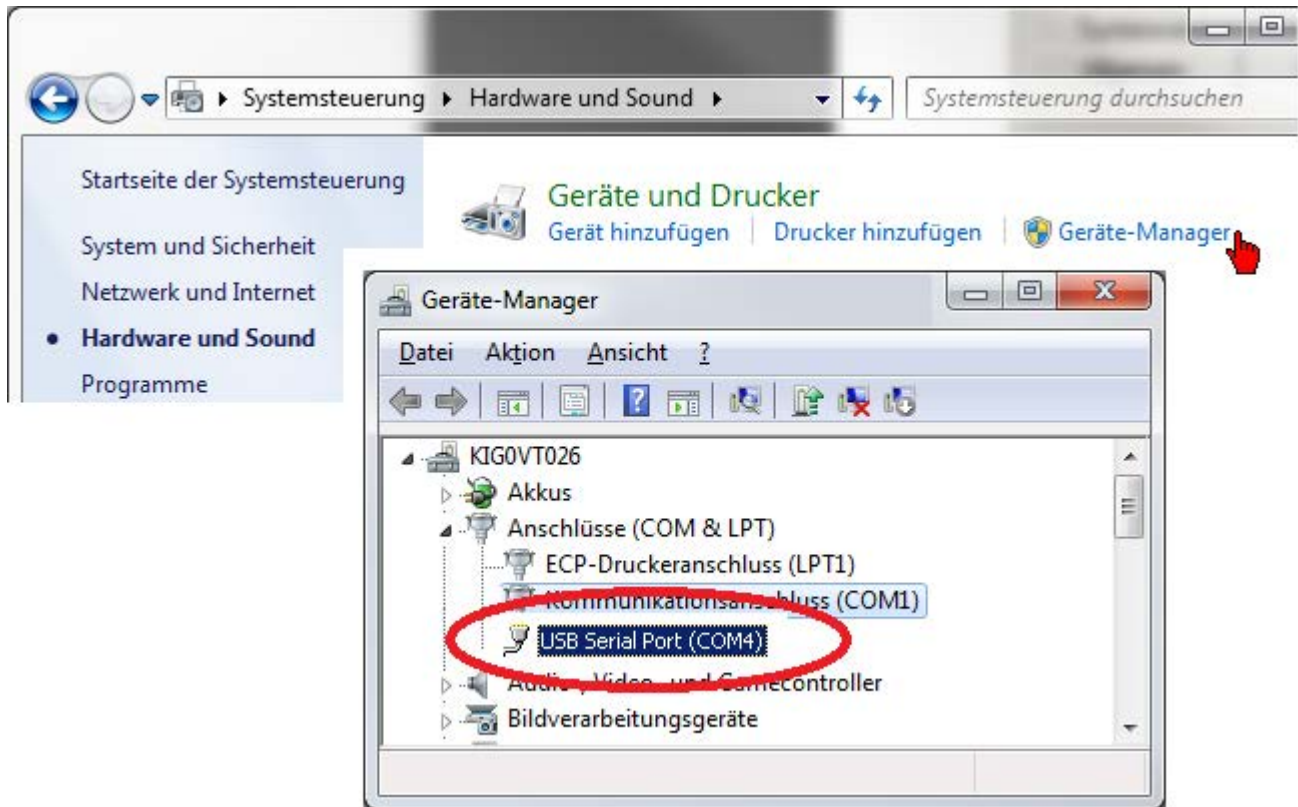 Systemsteuerung Hardware und Sound Systemsteuerung durchsuchen
Startseite der Systemsteuerung
System und Sicherheit
Netzwerk und Internet
Hardware und Sound
Programme
Geräte und Drucker
Gerät hinzufügen Drucker hinzufügen Geräte-Manager
Geräte-Manager
Datei Aktion Ansicht ?
KIG0VT026
Akkus
Anschlüsse (COM & LPT)
ECP-Druckeranschluss (LPT1)
Kommunikationsanschluss (COM1)
USB Serial Port (COM4)
Audio-, Video- und Gamecontroller
Bildverarbeitungsgeräte